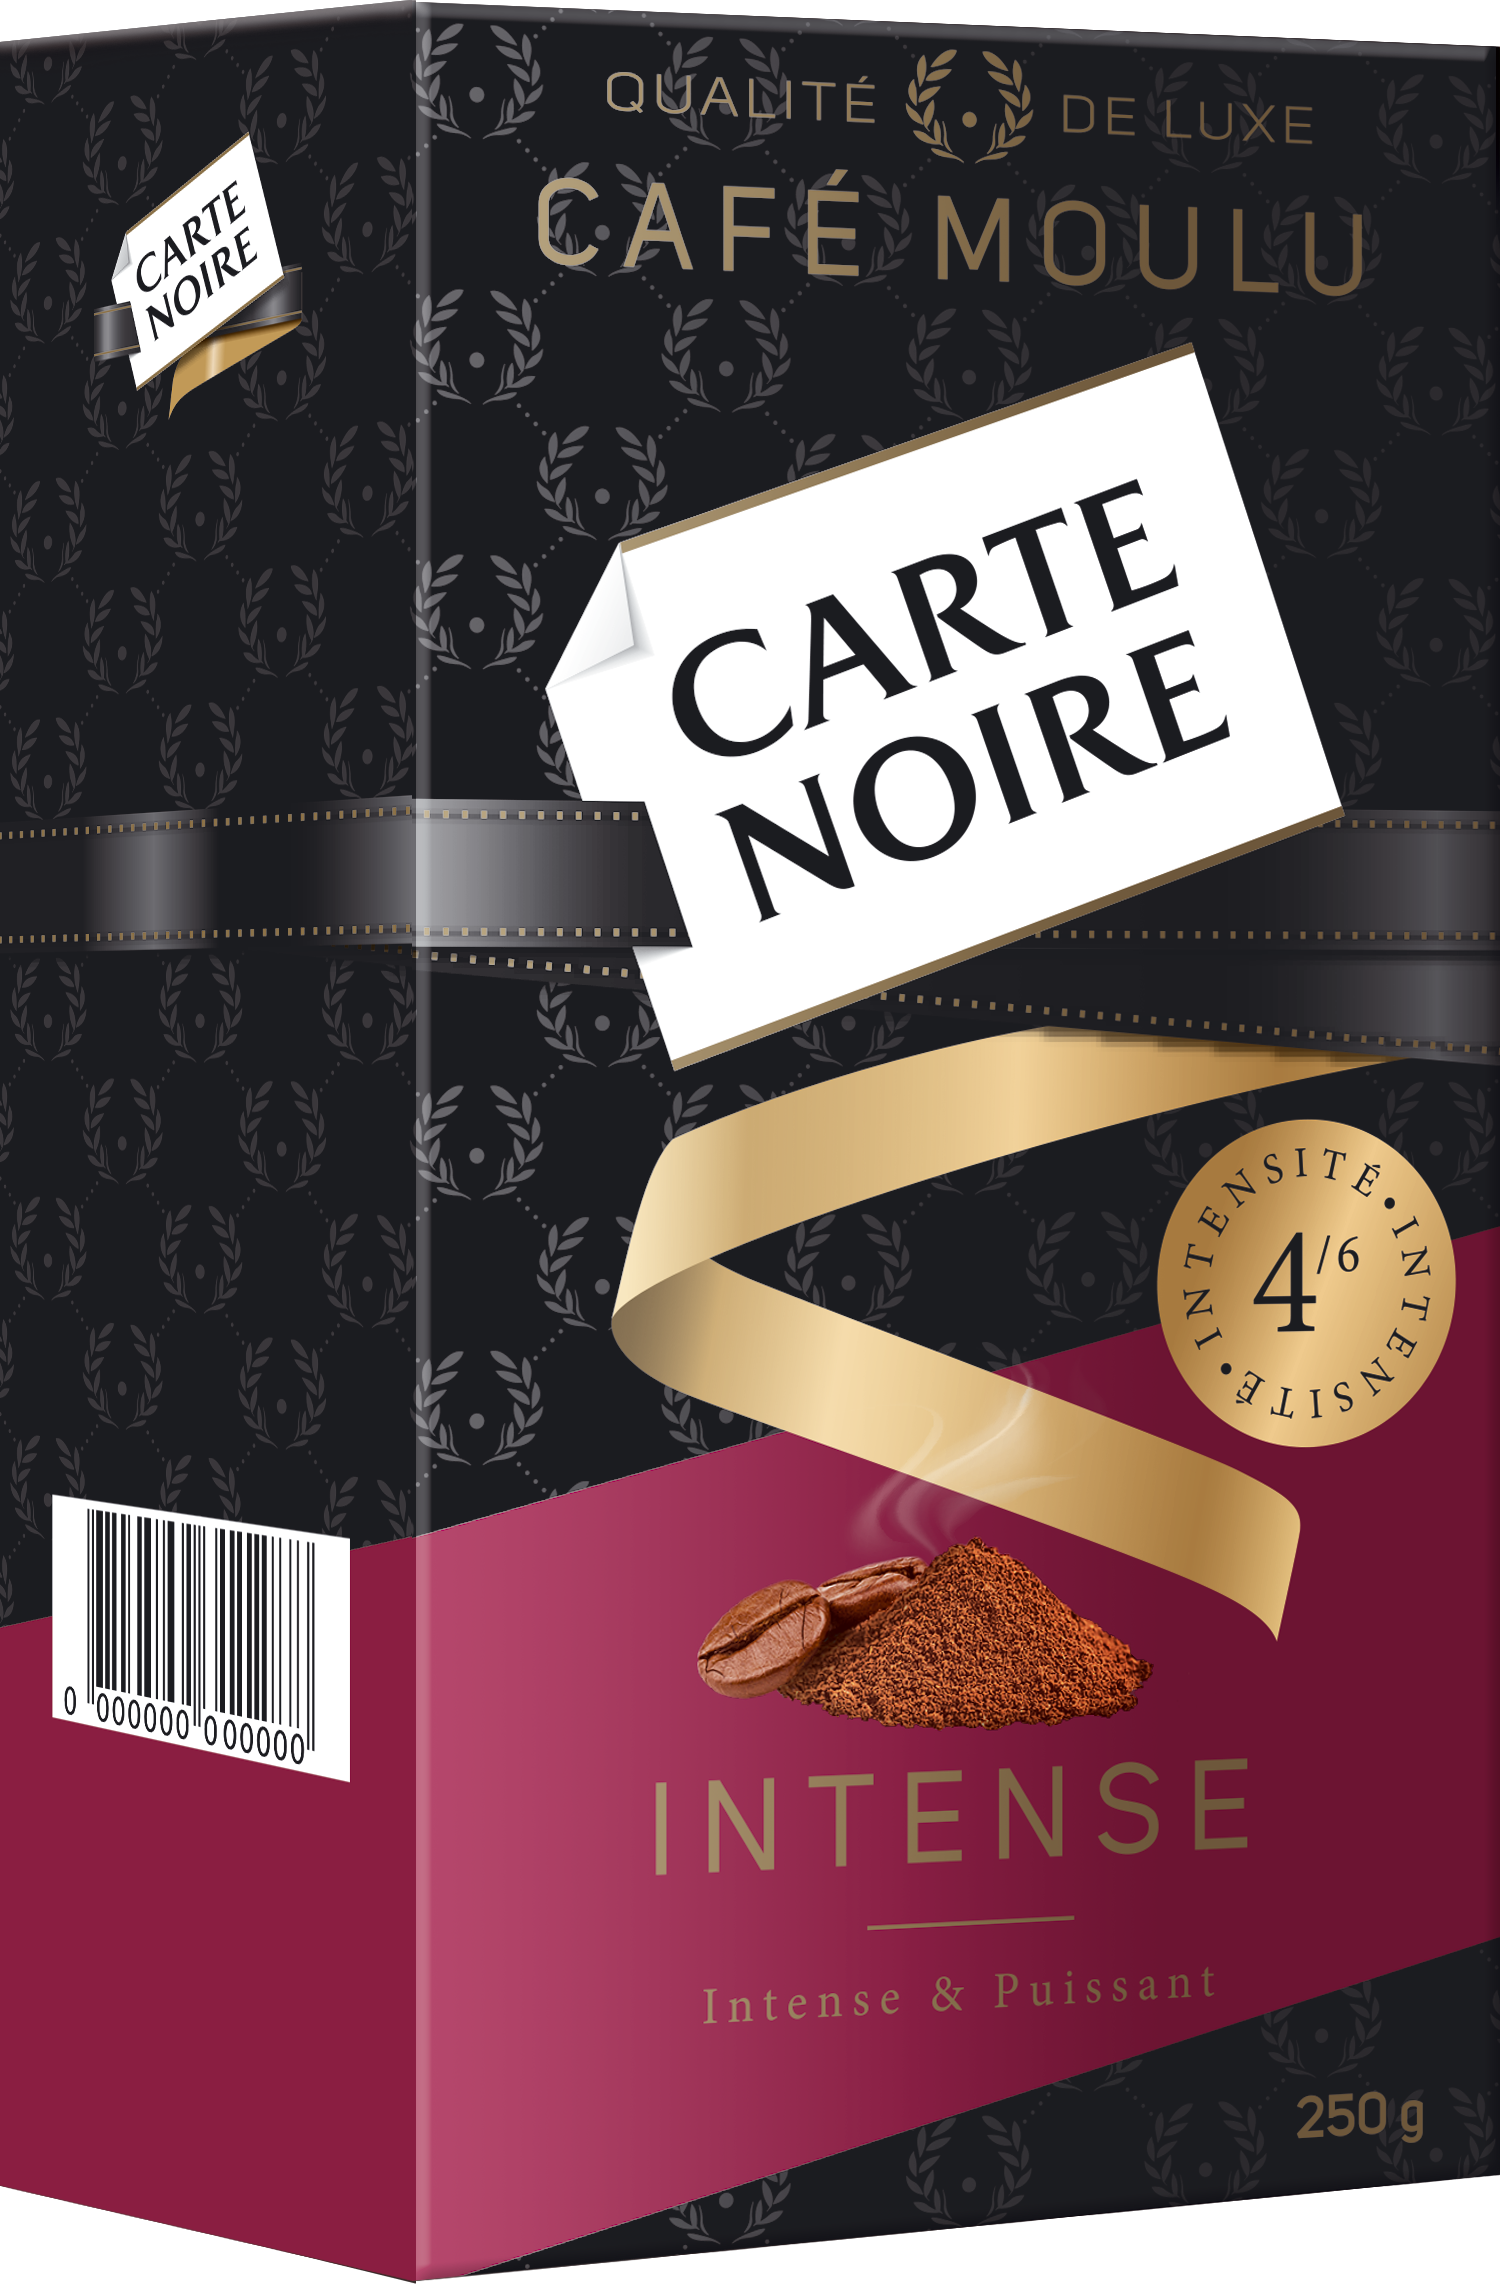 QUALITÉ DE LUXE
CAFÉ MOULU
CARTE
NOIRE
CARTE
NOIRE
INTENSITÉ • INTENSITÉ •
4/6
INTENSE
Intense & Puissant
250 g
0 000000 000000